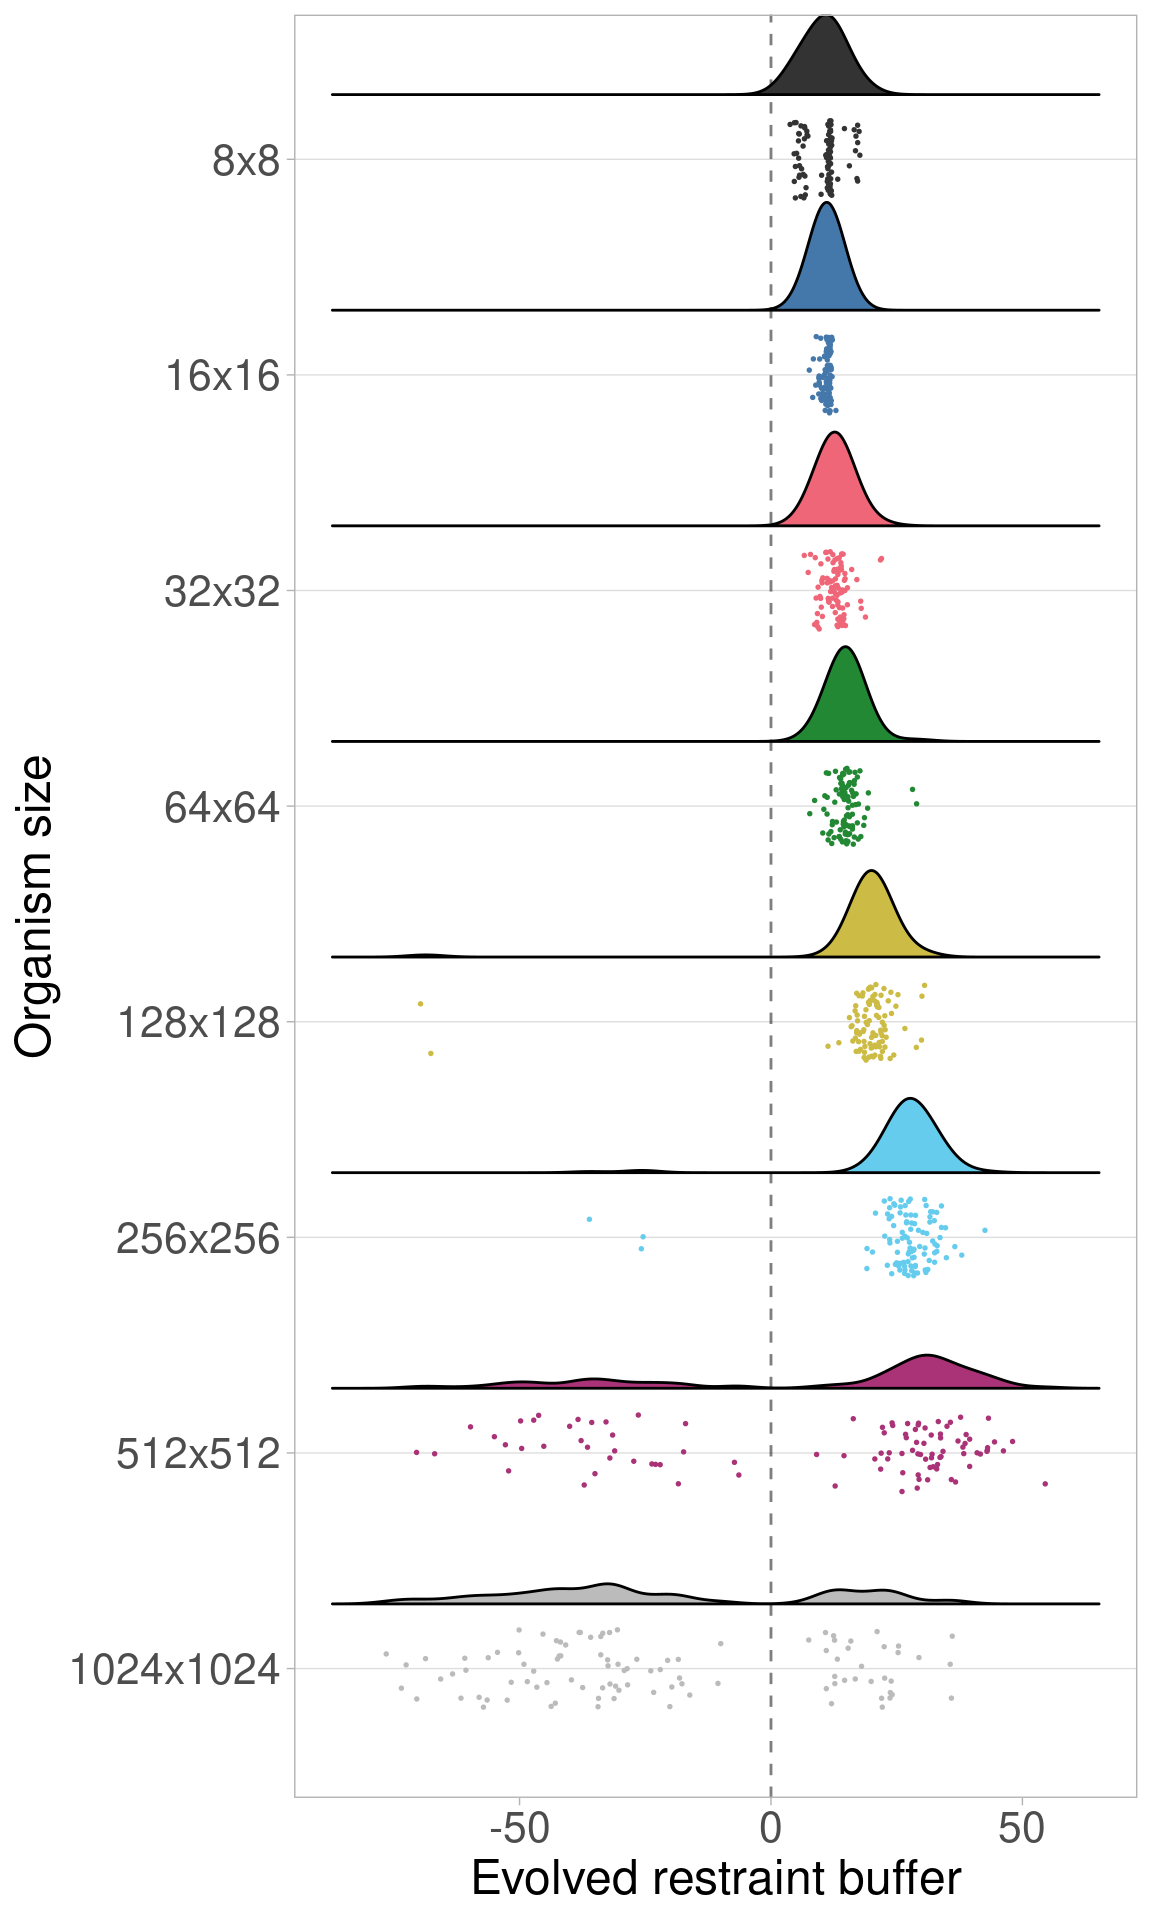 Organism size
8x8
16x16
32x32
64x64
128x128
256x256
512x512
1024x1024
-50 0 50
Evolved restraint buffer